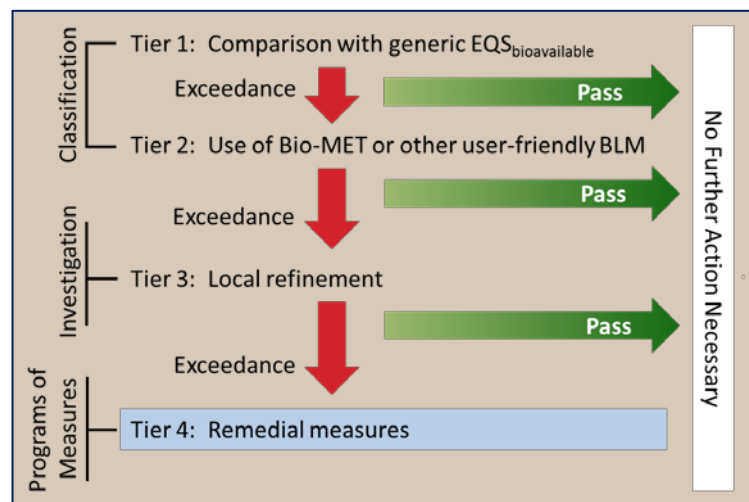 Tier 1: Comparison with generic EQSbioavailable
Exceedance
Pass
Tier 2: Use of Bio-MET or other user-friendly BLM
Exceedance
Pass
Tier 3: Local refinement
Exceedance
Pass
Tier 4: Remedial measures
Classification
Investigation
Programs of
Measures
No Further Action Necessary